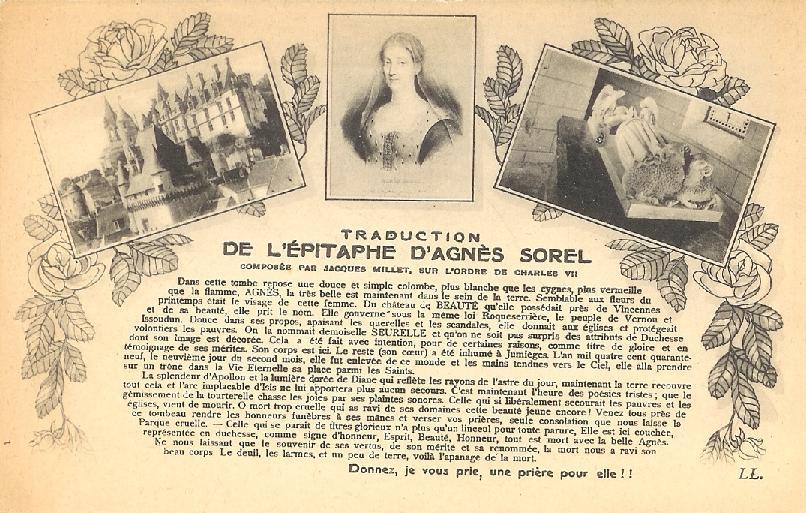 TRADUCTION
DE L'ÉPITAPHE D'AGNÈS SOREL
COMPOSÉE PAR JACQUES MILLET, SUR L'ORDRE DE CHARLES VII
Dans cette tombe repose une douce et simple colombe, plus blanche que les cygnes, plus vermeille
que la flamme, AGNÈS, la très belle est maintenant dans le sein de la terre. Semblable aux fleurs du
printemps était le visage de cette femme. Du château de BEAUTÉ qu'elle possédait près de Vincennes
et de sa beauté, elle prit le nom. Elle gouverne sous la même loi Roqueserrière, le peuple de Vernon et
Issoudun. Douce dans ses propos, apaisant les querelles et les scandales, elle donnait aux églises et protégeait
volontiers les pauvres. On la nommait demoiselle SEURELLE et qu'on ne soit pas surpris des attributs de Duchesse
dont son image est décorée. Cela a été fait avec intention, pour de certaines raisons, comme titre de gloire et en
témoignage de ses mérites. Son corps est ici. Le reste (son cœur) a été inhumé à Jumièges. L'an mil quatre cent quarante-
neuf, le neuvième jour du second mois, elle fut enlevée de ce monde et les mains tendues vers le Ciel, elle alla prendre
sur un trône dans la Vie Eternelle sa place parmi les Saints.
La splendeur d'Apollon et la lumière dorée de Diane qui reflète les rayons de l'astre du jour, maintenant la terre recouvre
tout cela et l'arc implacable d'Isis ne lui apportera plus aucun secours. C'est maintenant l'heure des poésies tristes ; que le
gémissement de la tourterelle chasse les joies par ses plaintes sonores. Celle qui si libéralement secourait les pauvres et les
églises, vient de mourir. O mort trop cruelle qui as ravi de ses domaines cette beauté jeune encore ! Venez tous près de
ce tombeau rendre les honneurs funèbres à ses mânes et verser vos prières, seule consolation que nous laisse la
Parque cruelle. — Celle qui se parait de titres glorieux n'a plus qu'un linceul pour toute parure, Elle est ici couchée,
représentée en duchesse, comme signe d'honneur, Esprit, Beauté, Honneur, tout est mort avec la belle Agnès.
Ne nous laissant que le souvenir de ses vertus, de son mérite et sa renommée, la mort nous a ravi son
beau corps Le deuil, les larmes, et un peu de terre, voilà l'apanage de la mort.
Donnez, je vous prie, une prière pour elle !!
LL.